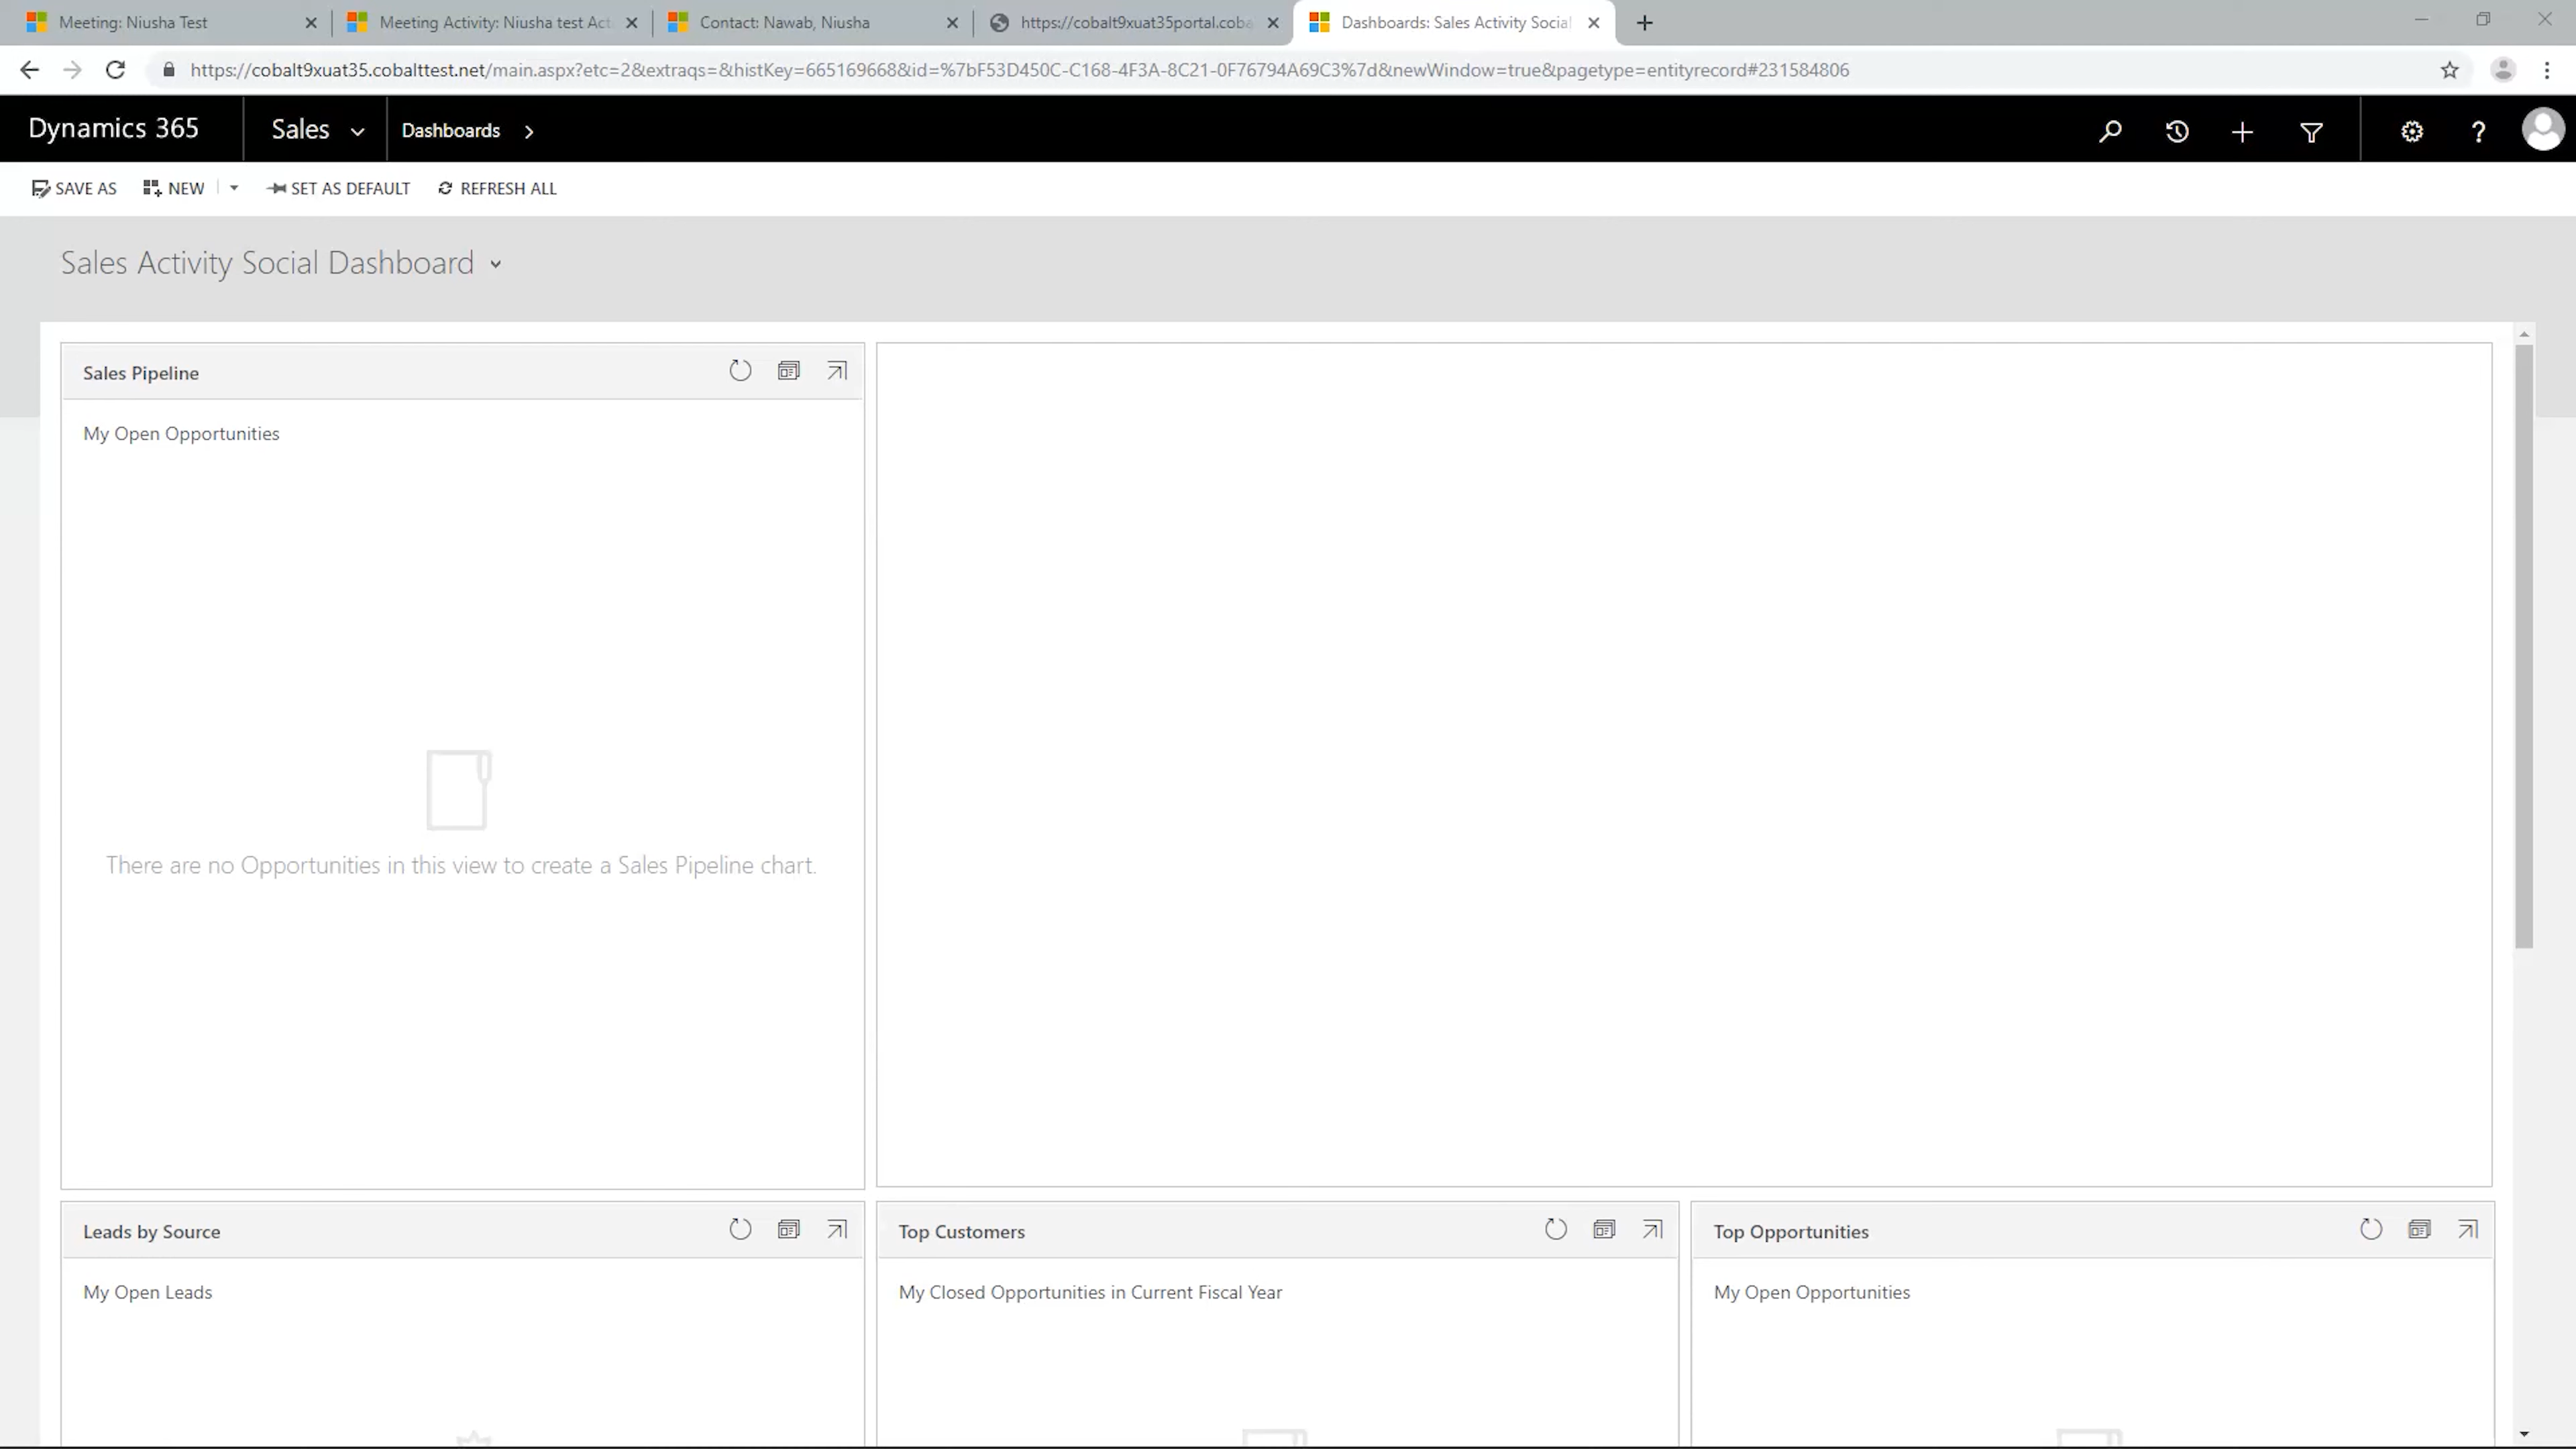 Meeting: Niusha Test
Meeting Activity: Niusha test Act
Contact: Nawab, Niusha
https://cobalt9xuat35portal.coba
Dashboards: Sales Activity Social
https://cobalt9xuat35.cobalttest.net/main.aspx?etc=2&extraqs=&histKey=665169668&id=%7bF53D450C-C168-4F3A-8C21-0F76794A69C3%7d&newWindow=true&pagetype=entityrecord#231584806
Dynamics 365
Sales
Dashboards
SAVE AS
NEW
SET AS DEFAULT
REFRESH ALL
Sales Activity Social Dashboard
Sales Pipeline
My Open Opportunities
There are no Opportunities in this view to create a Sales Pipeline chart.
Leads by Source
My Open Leads
Top Customers
My Closed Opportunities in Current Fiscal Year
Top Opportunities
My Open Opportunities